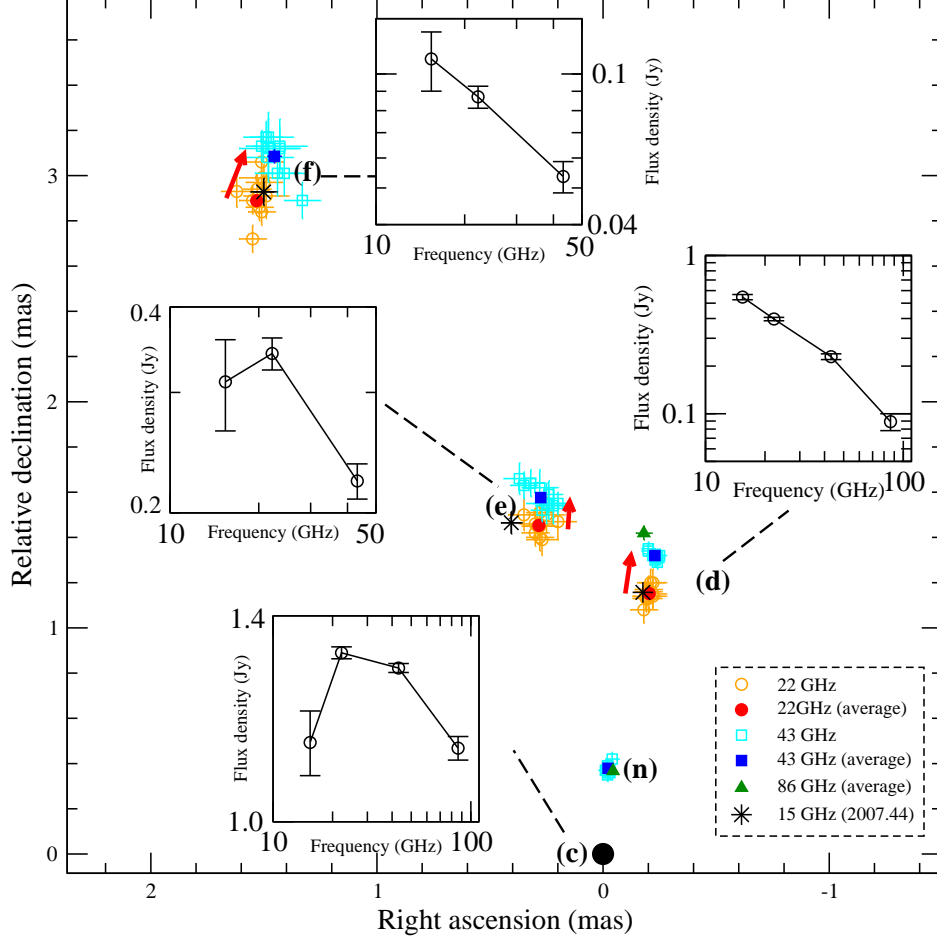 0.1
Flux density (Jy)
0.04
10
Frequency (GHz)
50
3
(f)
1
Flux density (Jy)
0.1
10
Frequency (GHz)
100
0.4
Flux density (Jy)
0.2
10
Frequency (GHz)
50
2
Relative declination (mas)
(e)
(d)
1
1.4
Flux density (Jy)
1.0
10
Frequency (GHz)
100
22 GHz
22GHz (average)
43 GHz
43 GHz (average)
86 GHz (average)
15 GHz (2007.44)
(n)
(c)
0
2
1
0
-1
Right ascension (mas)